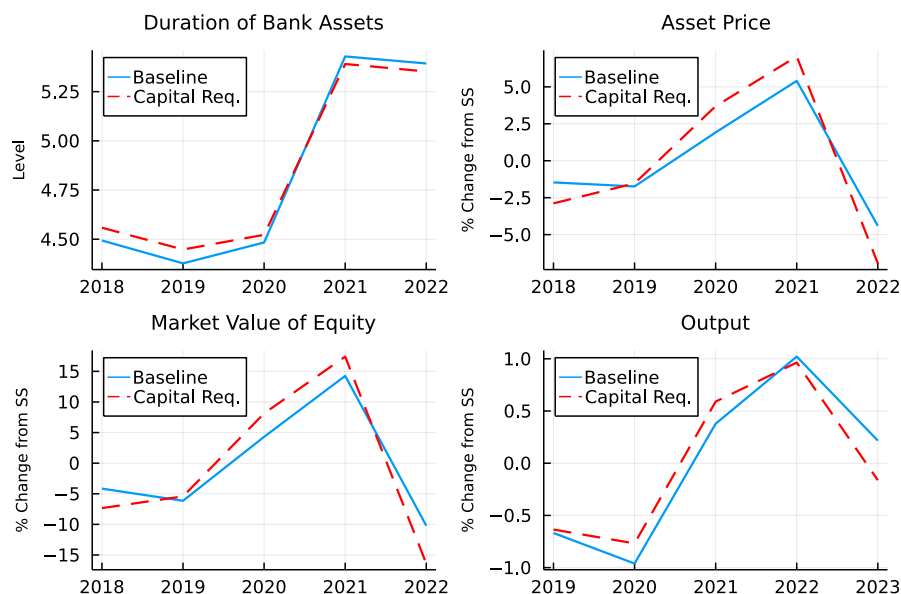 Duration of Bank Assets
Level
5.25
5.00
4.75
4.50
Baseline
Capital Req.
2018 2019 2020 2021 2022
Asset Price
% Change from SS
5.0
2.5
0.0
−2.5
−5.0
Baseline
Capital Req.
2018 2019 2020 2021 2022
Market Value of Equity
% Change from SS
15
10
5
0
−5
−10
−15
Baseline
Capital Req.
2018 2019 2020 2021 2022
Output
% Change from SS
1.0
0.5
0.0
−0.5
−1.0
Baseline
Capital Req.
2019 2020 2021 2022 2023